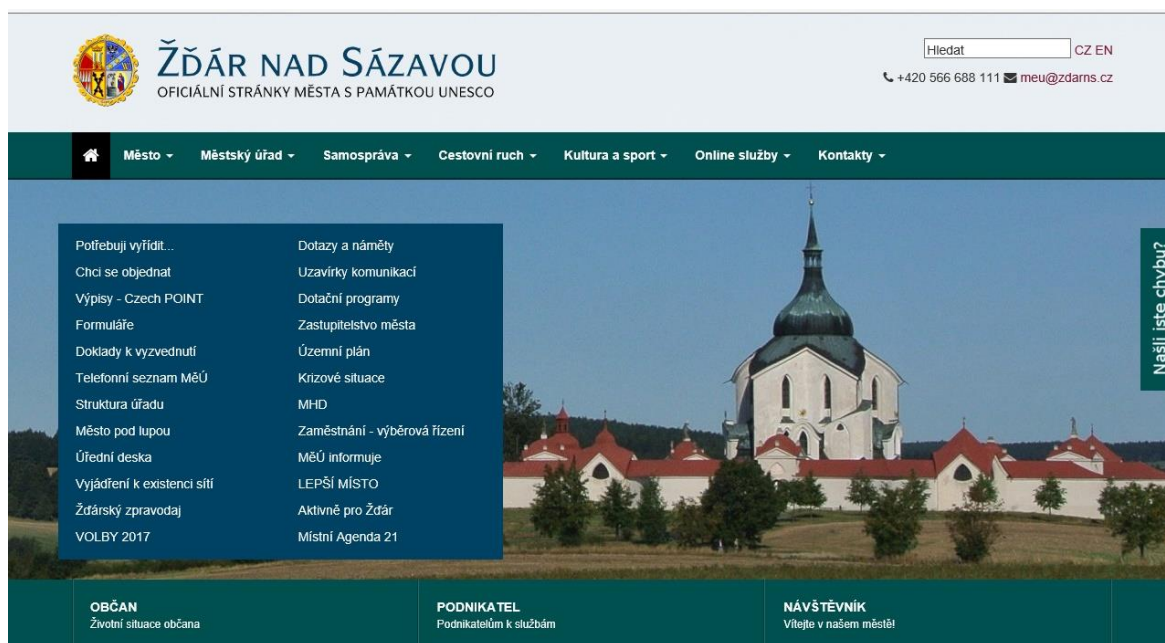 ŽĎÁR NAD SÁZAVOU
OFICIÁLNÍ STRÁNKY MĚSTA S PAMÁTKOU UNESCO
Hledat
CZ EN
+420 566 688 111 meu@zdarns.cz
Město
Městský úřad
Samospráva
Cestovní ruch
Kultura a sport
Online služby
Kontakty
Potřebuji vyřídit...
Chci se objednat
Výpisy - Czech POINT
Formuláře
Doklady k vyzvednutí
Telefonní seznam MěÚ
Struktura úřadu
Město pod lupou
Úřední deska
Vyjádření k existenci sítí
Žďárský zpravodaj
VOLBY 2017
Dotazy a náměty
Uzavírky komunikací
Dotační programy
Zastupitelstvo města
Územní plán
Krizové situace
MHD
Zaměstnání - výběrová řízení
MěÚ informuje
LEPŠÍ MÍSTO
Aktivně pro Žďár
Místní Agenda 21
Našli jste chybu?
OBČAN
Životní situace občana
PODNIKATEL
Podnikatelům k službám
NÁVŠTĚVNÍK
Vítejte v našem městě!